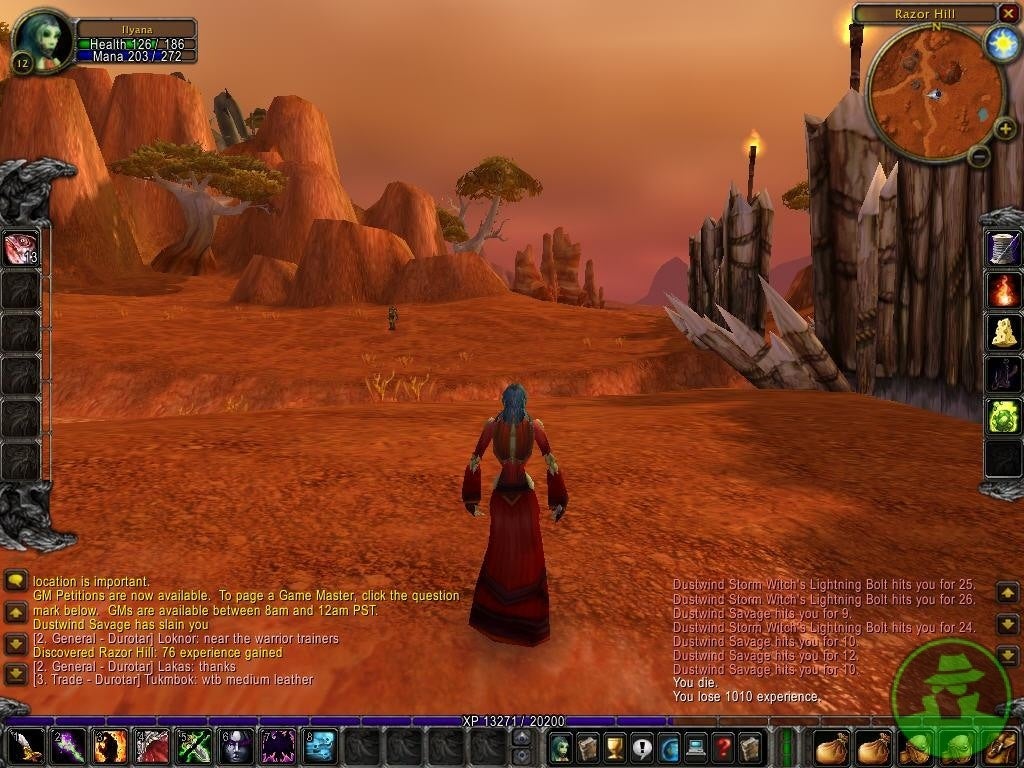 Ilyana
Health 126 / 186
Mana 203 / 272
12
Razor Hill
N
13
location is important.
GM Petitions are now available. To page a Game Master, click the question
mark below. GMs are available between 8am and 12am PST.
Dustwind Savage has slain you
[2. General - Durotar] Loknor: near the warrior trainers
Discovered Razor Hill: 76 experience gained
[2. General - Durotar] Lakas: thanks
[3. Trade - Durotar] Tukmbok: wtb medium leather
Dustwind Storm Witch's Lightning Bolt hits you for 25.
Dustwind Storm Witch's Lightning Bolt hits you for 26.
Dustwind Savage hits you for 9.
Dustwind Storm Witch's Lightning Bolt hits you for 24.
Dustwind Savage hits you for 10.
Dustwind Savage hits you for 12.
Dustwind Savage hits you for 10.
You die.
You lose 1010 experience.
XP 13271 / 20200
2
5
8